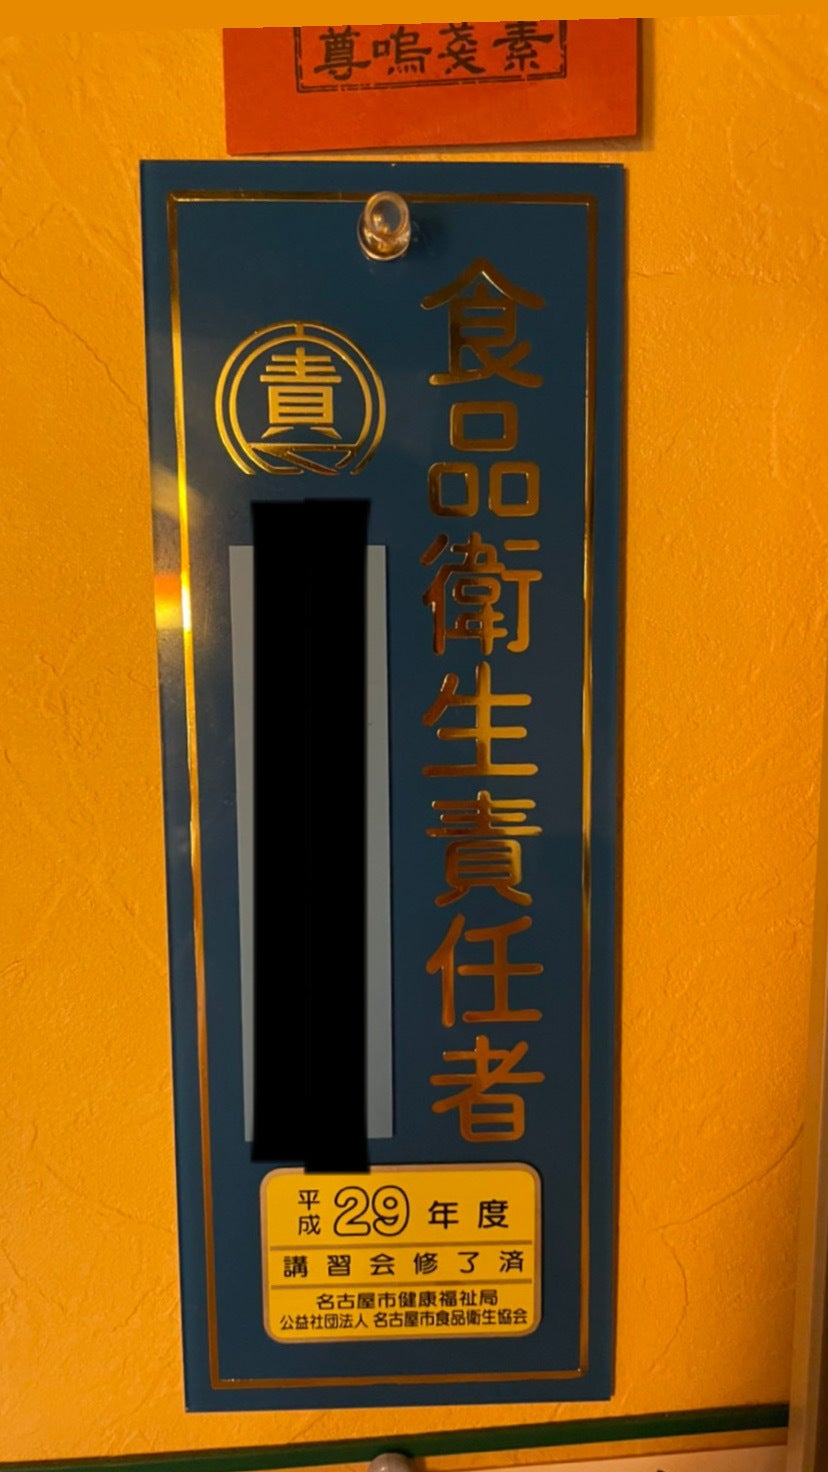 素戔嗚尊
食品衛生責任者
責
平成29年度
講習会修了済
名古屋市健康福祉局
公益社団法人 名古屋市食品衛生協会